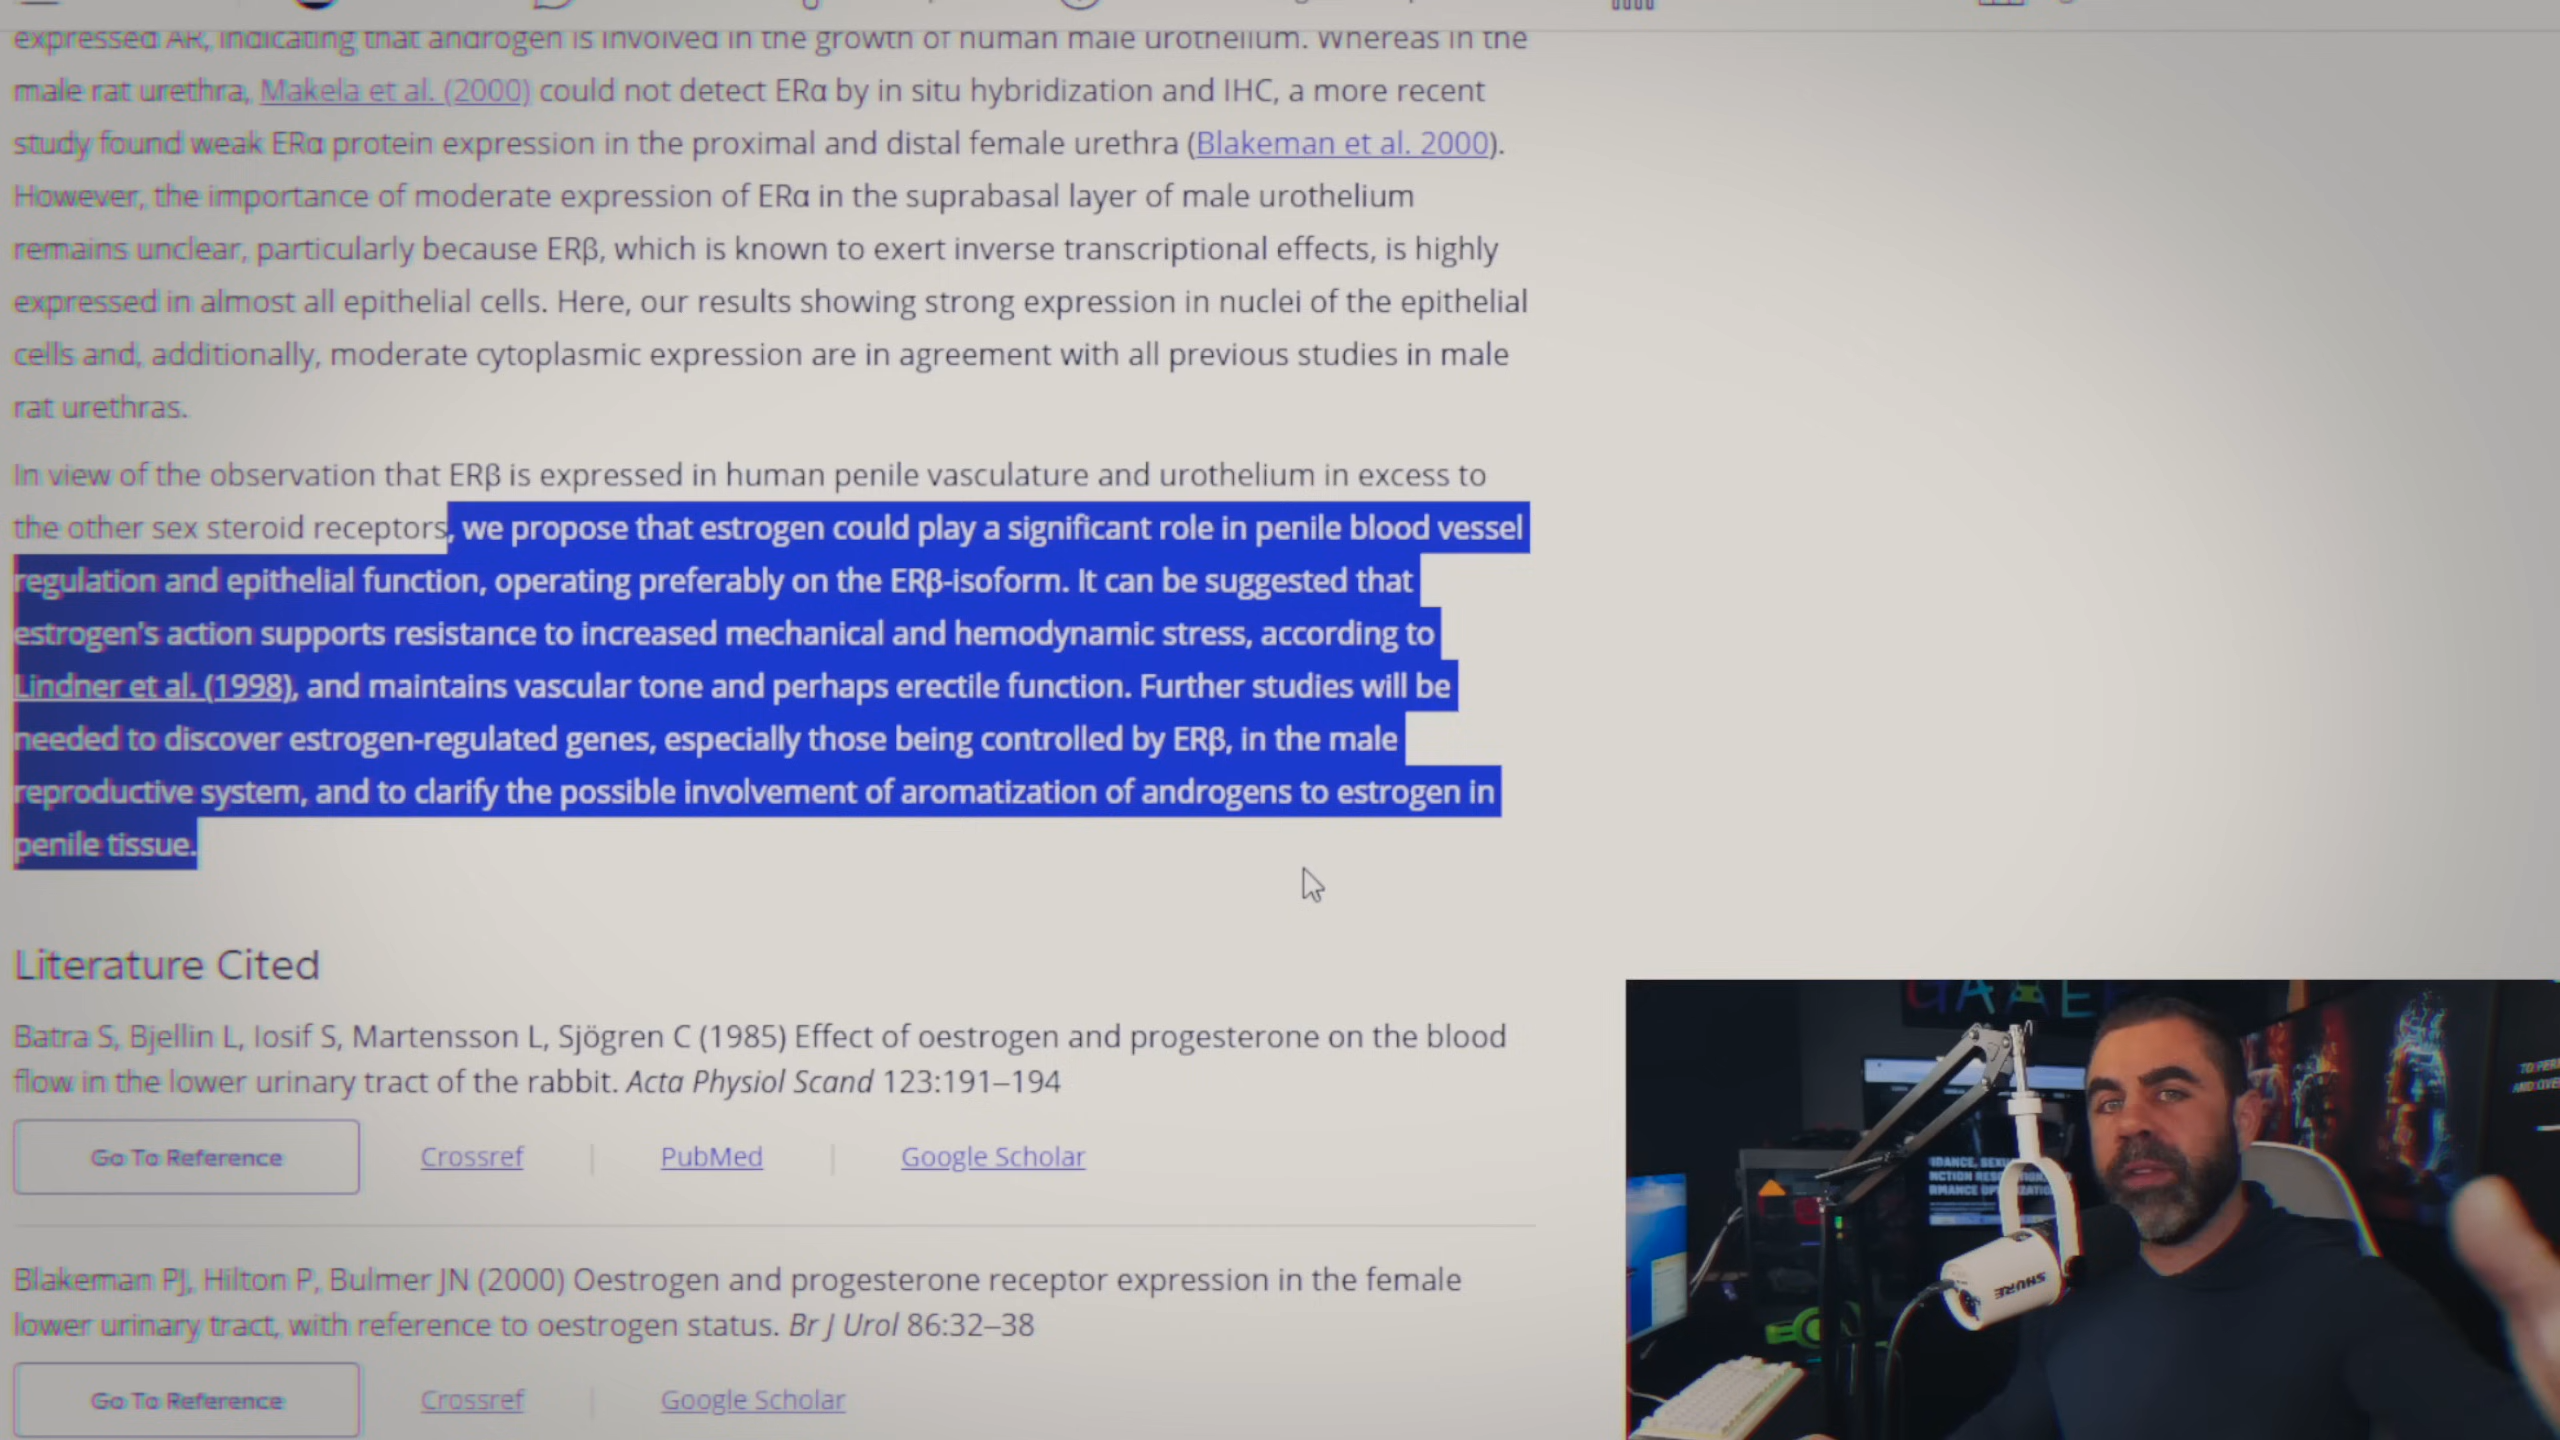 expressed AR, indicating that androgen is involved in the growth of human male urothelium. Whereas in the
male rat urethra, Makela et al. (2000) could not detect ERα by in situ hybridization and IHC, a more recent
study found weak ERα protein expression in the proximal and distal female urethra (Blakeman et al. 2000).
However, the importance of moderate expression of ERα in the suprabasal layer of male urothelium
remains unclear, particularly because ERβ, which is known to exert inverse transcriptional effects, is highly
expressed in almost all epithelial cells. Here, our results showing strong expression in nuclei of the epithelial
cells and, additionally, moderate cytoplasmic expression are in agreement with all previous studies in male
rat urethras.
In view of the observation that ERβ is expressed in human penile vasculature and urothelium in excess to
the other sex steroid receptors, we propose that estrogen could play a significant role in penile blood vessel
regulation and epithelial function, operating preferably on the ERβ-isoform. It can be suggested that
estrogen's action supports resistance to increased mechanical and hemodynamic stress, according to
Lindner et al. (1998), and maintains vascular tone and perhaps erectile function. Further studies will be
needed to discover estrogen-regulated genes, especially those being controlled by ERβ, in the male
reproductive system, and to clarify the possible involvement of aromatization of androgens to estrogen in
penile tissue.
Literature Cited
Batra S, Bjellin L, Iosif S, Martensson L, Sjögren C (1985) Effect of oestrogen and progesterone on the blood
flow in the lower urinary tract of the rabbit. Acta Physiol Scand 123:191–194
Go To Reference Crossref PubMed Google Scholar
Blakeman PJ, Hilton P, Bulmer JN (2000) Oestrogen and progesterone receptor expression in the female
lower urinary tract, with reference to oestrogen status. Br J Urol 86:32–38
Go To Reference Crossref Google Scholar
SHURE